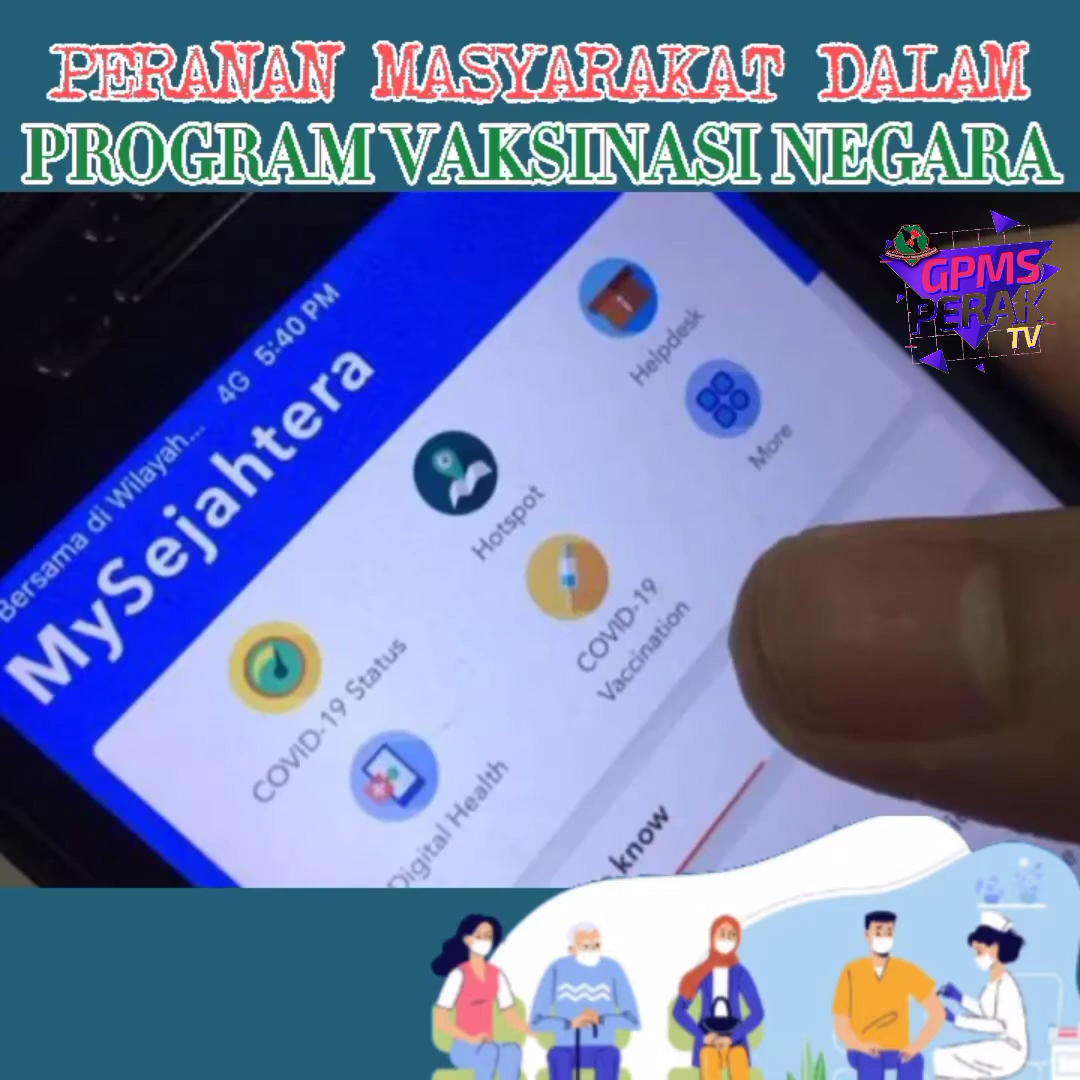 PERANAN MASYARAKAT DALAM
PROGRAM VAKSINASI NEGARA
GPMS
PERAK
TV
4G 5:40 PM
Bersama di Wilayah...
MySejahtera
Helpdesk
More
Hotspot
COVID-19
Vaccination
COVID-19 Status
Digital Health
know